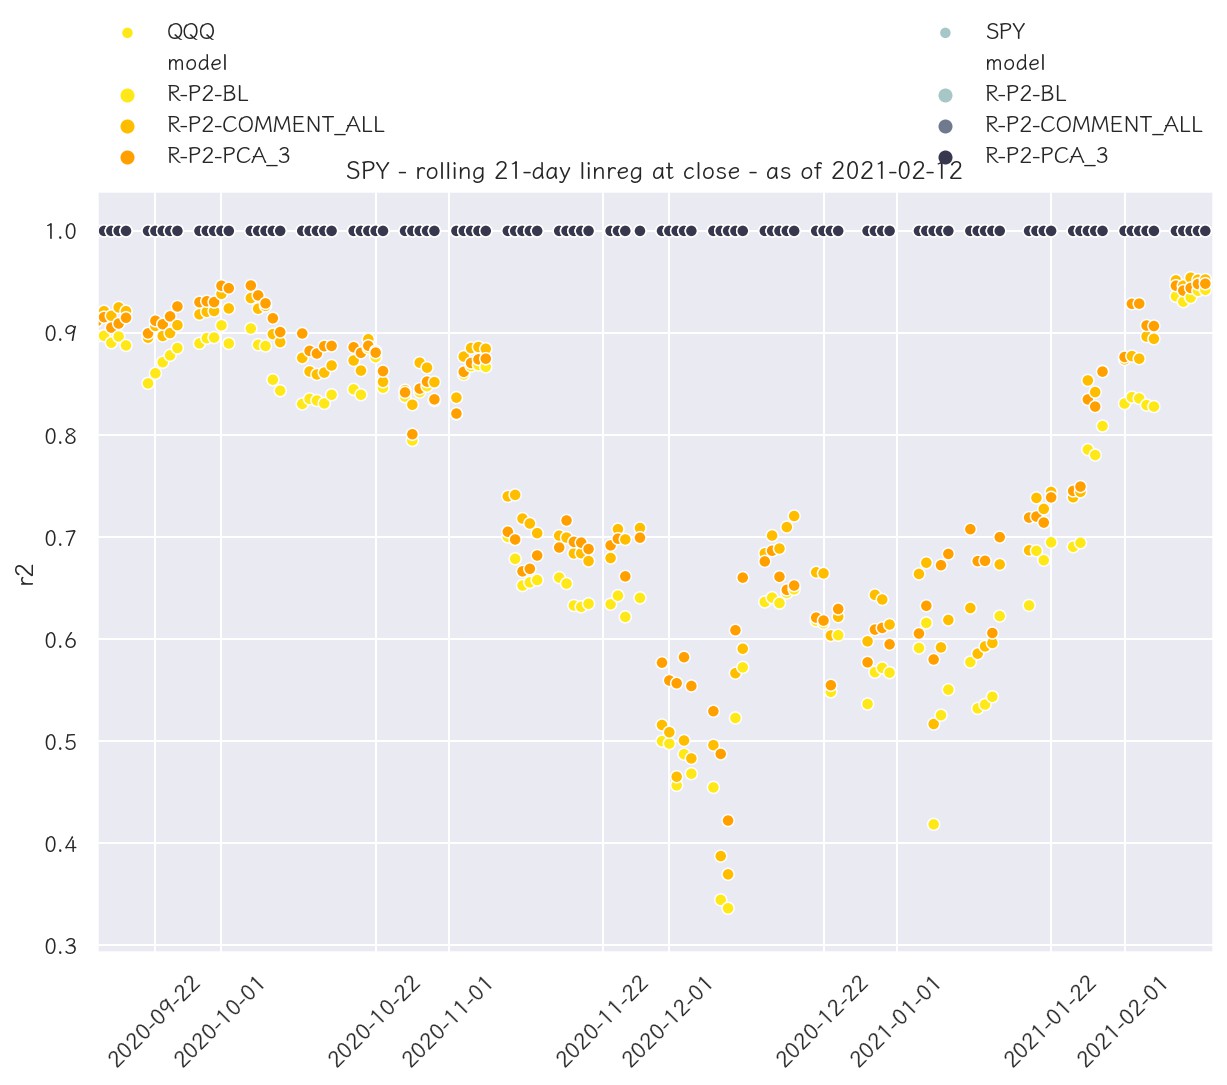 QQQ
model
R-P2-BL
R-P2-COMMENT_ALL
R-P2-PCA_3
SPY
model
R-P2-BL
R-P2-COMMENT_ALL
R-P2-PCA_3
SPY - rolling 21-day linreg at close - as of 2021-02-12
1.0
0.9
0.8
0.7
0.6
0.5
0.4
0.3
r2
2020-09-22
2020-10-01
2020-10-22
2020-11-01
2020-11-22
2020-12-01
2020-12-22
2021-01-01
2021-01-22
2021-02-01